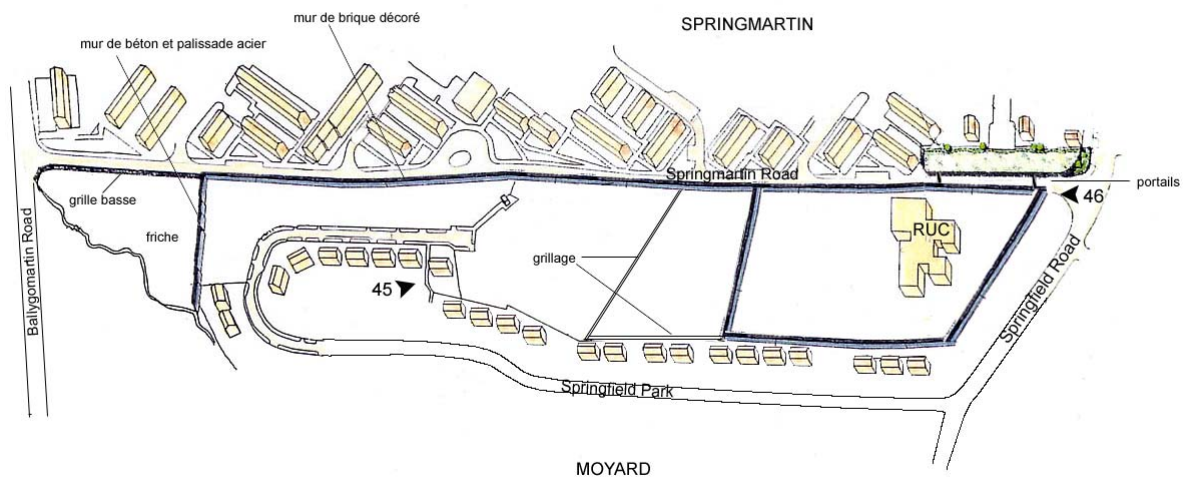 mur de brique décoré
SPRINGMARTIN
mur de béton et palissade acier
Springmartin Road
portails
46
grille basse
RUC
friche
grillage
45
Ballygomartin Road
Springfield Road
Springfield Park
MOYARD